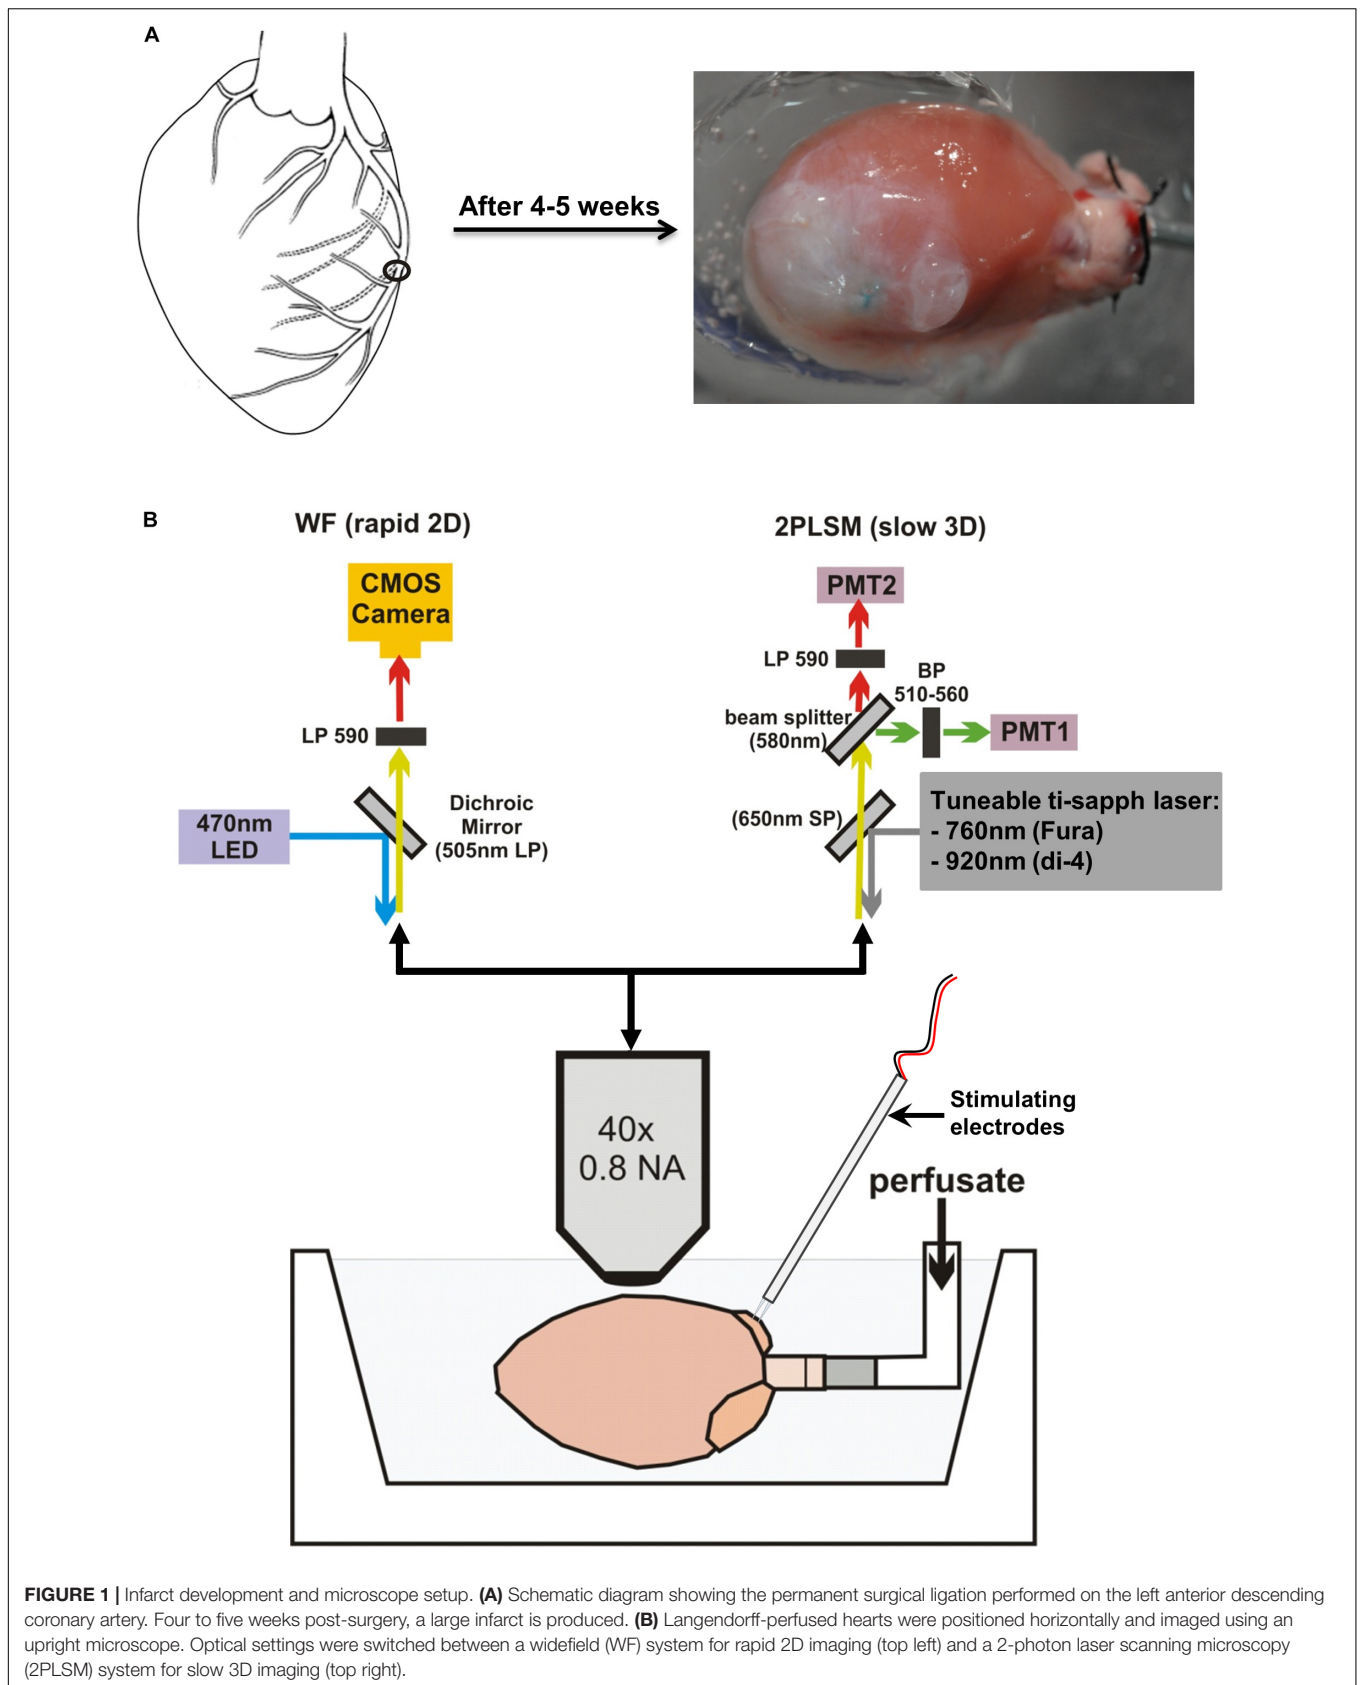 A
After 4-5 weeks
B
WF (rapid 2D)
CMOS
Camera
LP 590
470nm
LED
Dichroic
Mirror
(505nm LP)
2PLSM (slow 3D)
PMT2
LP 590
BP
510-560
beam splitter
(580nm)
PMT1
(650nm SP)
Tuneable ti-sapph laser:
- 760nm (Fura)
- 920nm (di-4)
40x
0.8 NA
Stimulating
electrodes
perfusate
FIGURE 1 | Infarct development and microscope setup. (A) Schematic diagram showing the permanent surgical ligation performed on the left anterior descending
coronary artery. Four to five weeks post-surgery, a large infarct is produced. (B) Langendorff-perfused hearts were positioned horizontally and imaged using an
upright microscope. Optical settings were switched between a widefield (WF) system for rapid 2D imaging (top left) and a 2-photon laser scanning microscopy
(2PLSM) system for slow 3D imaging (top right).